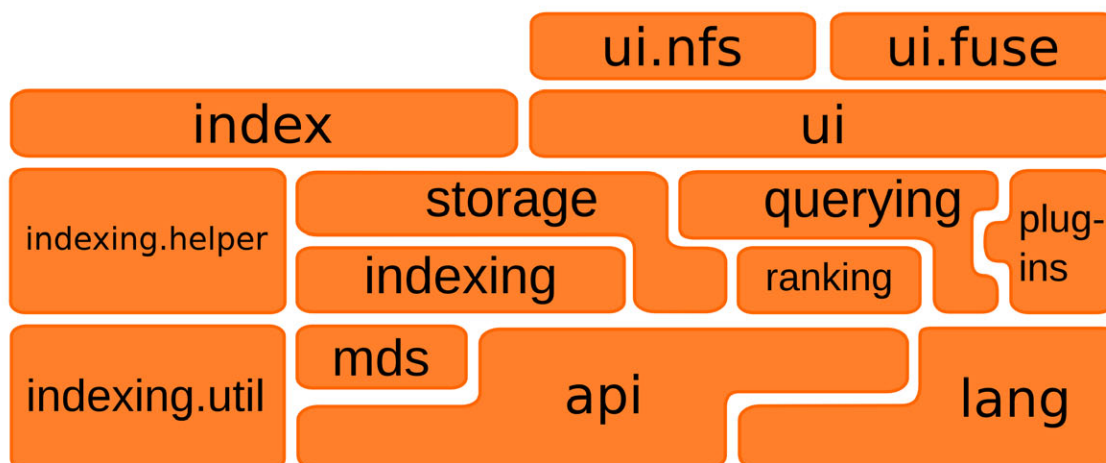 ui.nfs
ui.fuse
index
ui
storage
querying
indexing.helper
plug-
ins
indexing
ranking
mds
indexing.util
api
lang